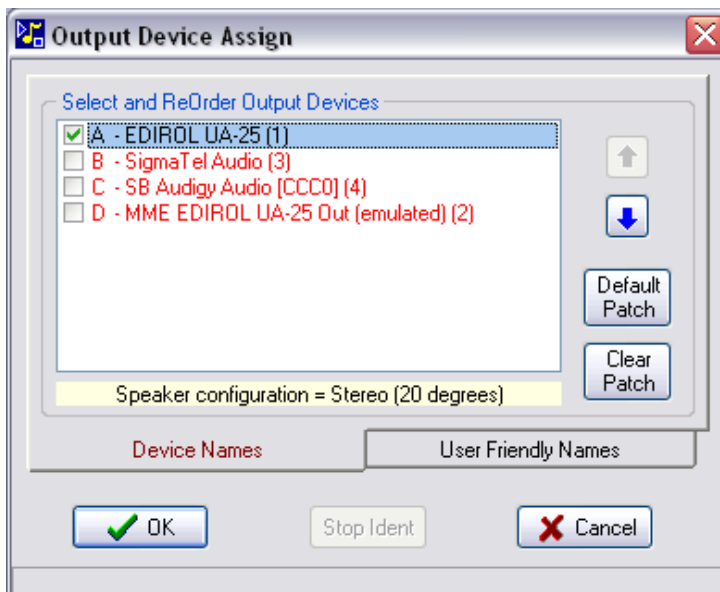 Output Device Assign
Select and ReOrder Output Devices
A - EDIROL UA-25 (1)
B - SigmaTel Audio (3)
C - SB Audigy Audio [CCC0] (4)
D - MME EDIROL UA-25 Out (emulated) (2)
Default
Patch
Clear
Patch
Speaker configuration = Stereo (20 degrees)
Device Names
User Friendly Names
OK
Stop Ident
Cancel